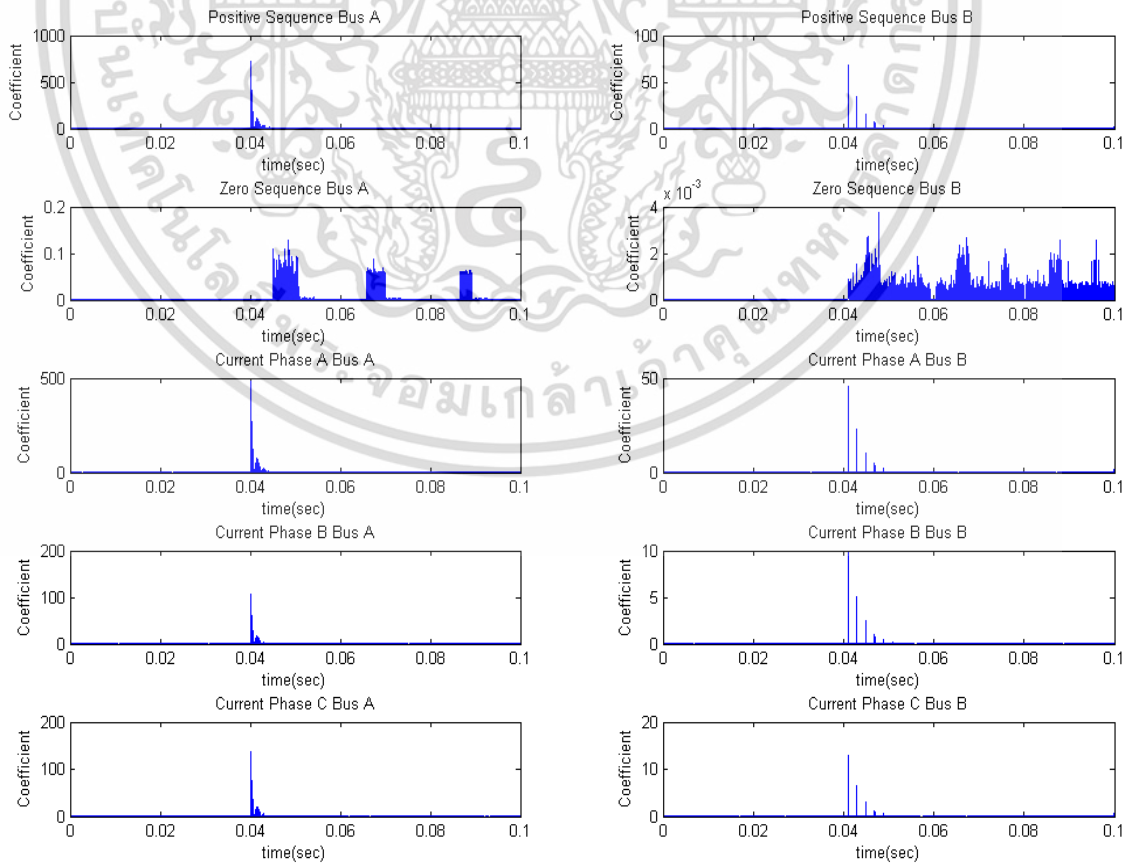 Positive Sequence Bus A
1000
500
0
Coefficient
0 0.02 0.04 0.06 0.08 0.1
time(sec)
Positive Sequence Bus B
100
50
0
Coefficient
0 0.02 0.04 0.06 0.08 0.1
time(sec)
Zero Sequence Bus A
0.2
0.1
0
Coefficient
0 0.02 0.04 0.06 0.08 0.1
time(sec)
x 10⁻³
Zero Sequence Bus B
4
2
0
Coefficient
0 0.02 0.04 0.06 0.08 0.1
time(sec)
Current Phase A Bus A
500
0
Coefficient
0 0.02 0.04 0.06 0.08 0.1
time(sec)
Current Phase A Bus B
50
0
Coefficient
0 0.02 0.04 0.06 0.08 0.1
time(sec)
Current Phase B Bus A
200
100
0
Coefficient
0 0.02 0.04 0.06 0.08 0.1
time(sec)
Current Phase B Bus B
10
5
0
Coefficient
0 0.02 0.04 0.06 0.08 0.1
time(sec)
Current Phase C Bus A
200
100
0
Coefficient
0 0.02 0.04 0.06 0.08 0.1
time(sec)
Current Phase C Bus B
20
10
0
Coefficient
0 0.02 0.04 0.06 0.08 0.1
time(sec)